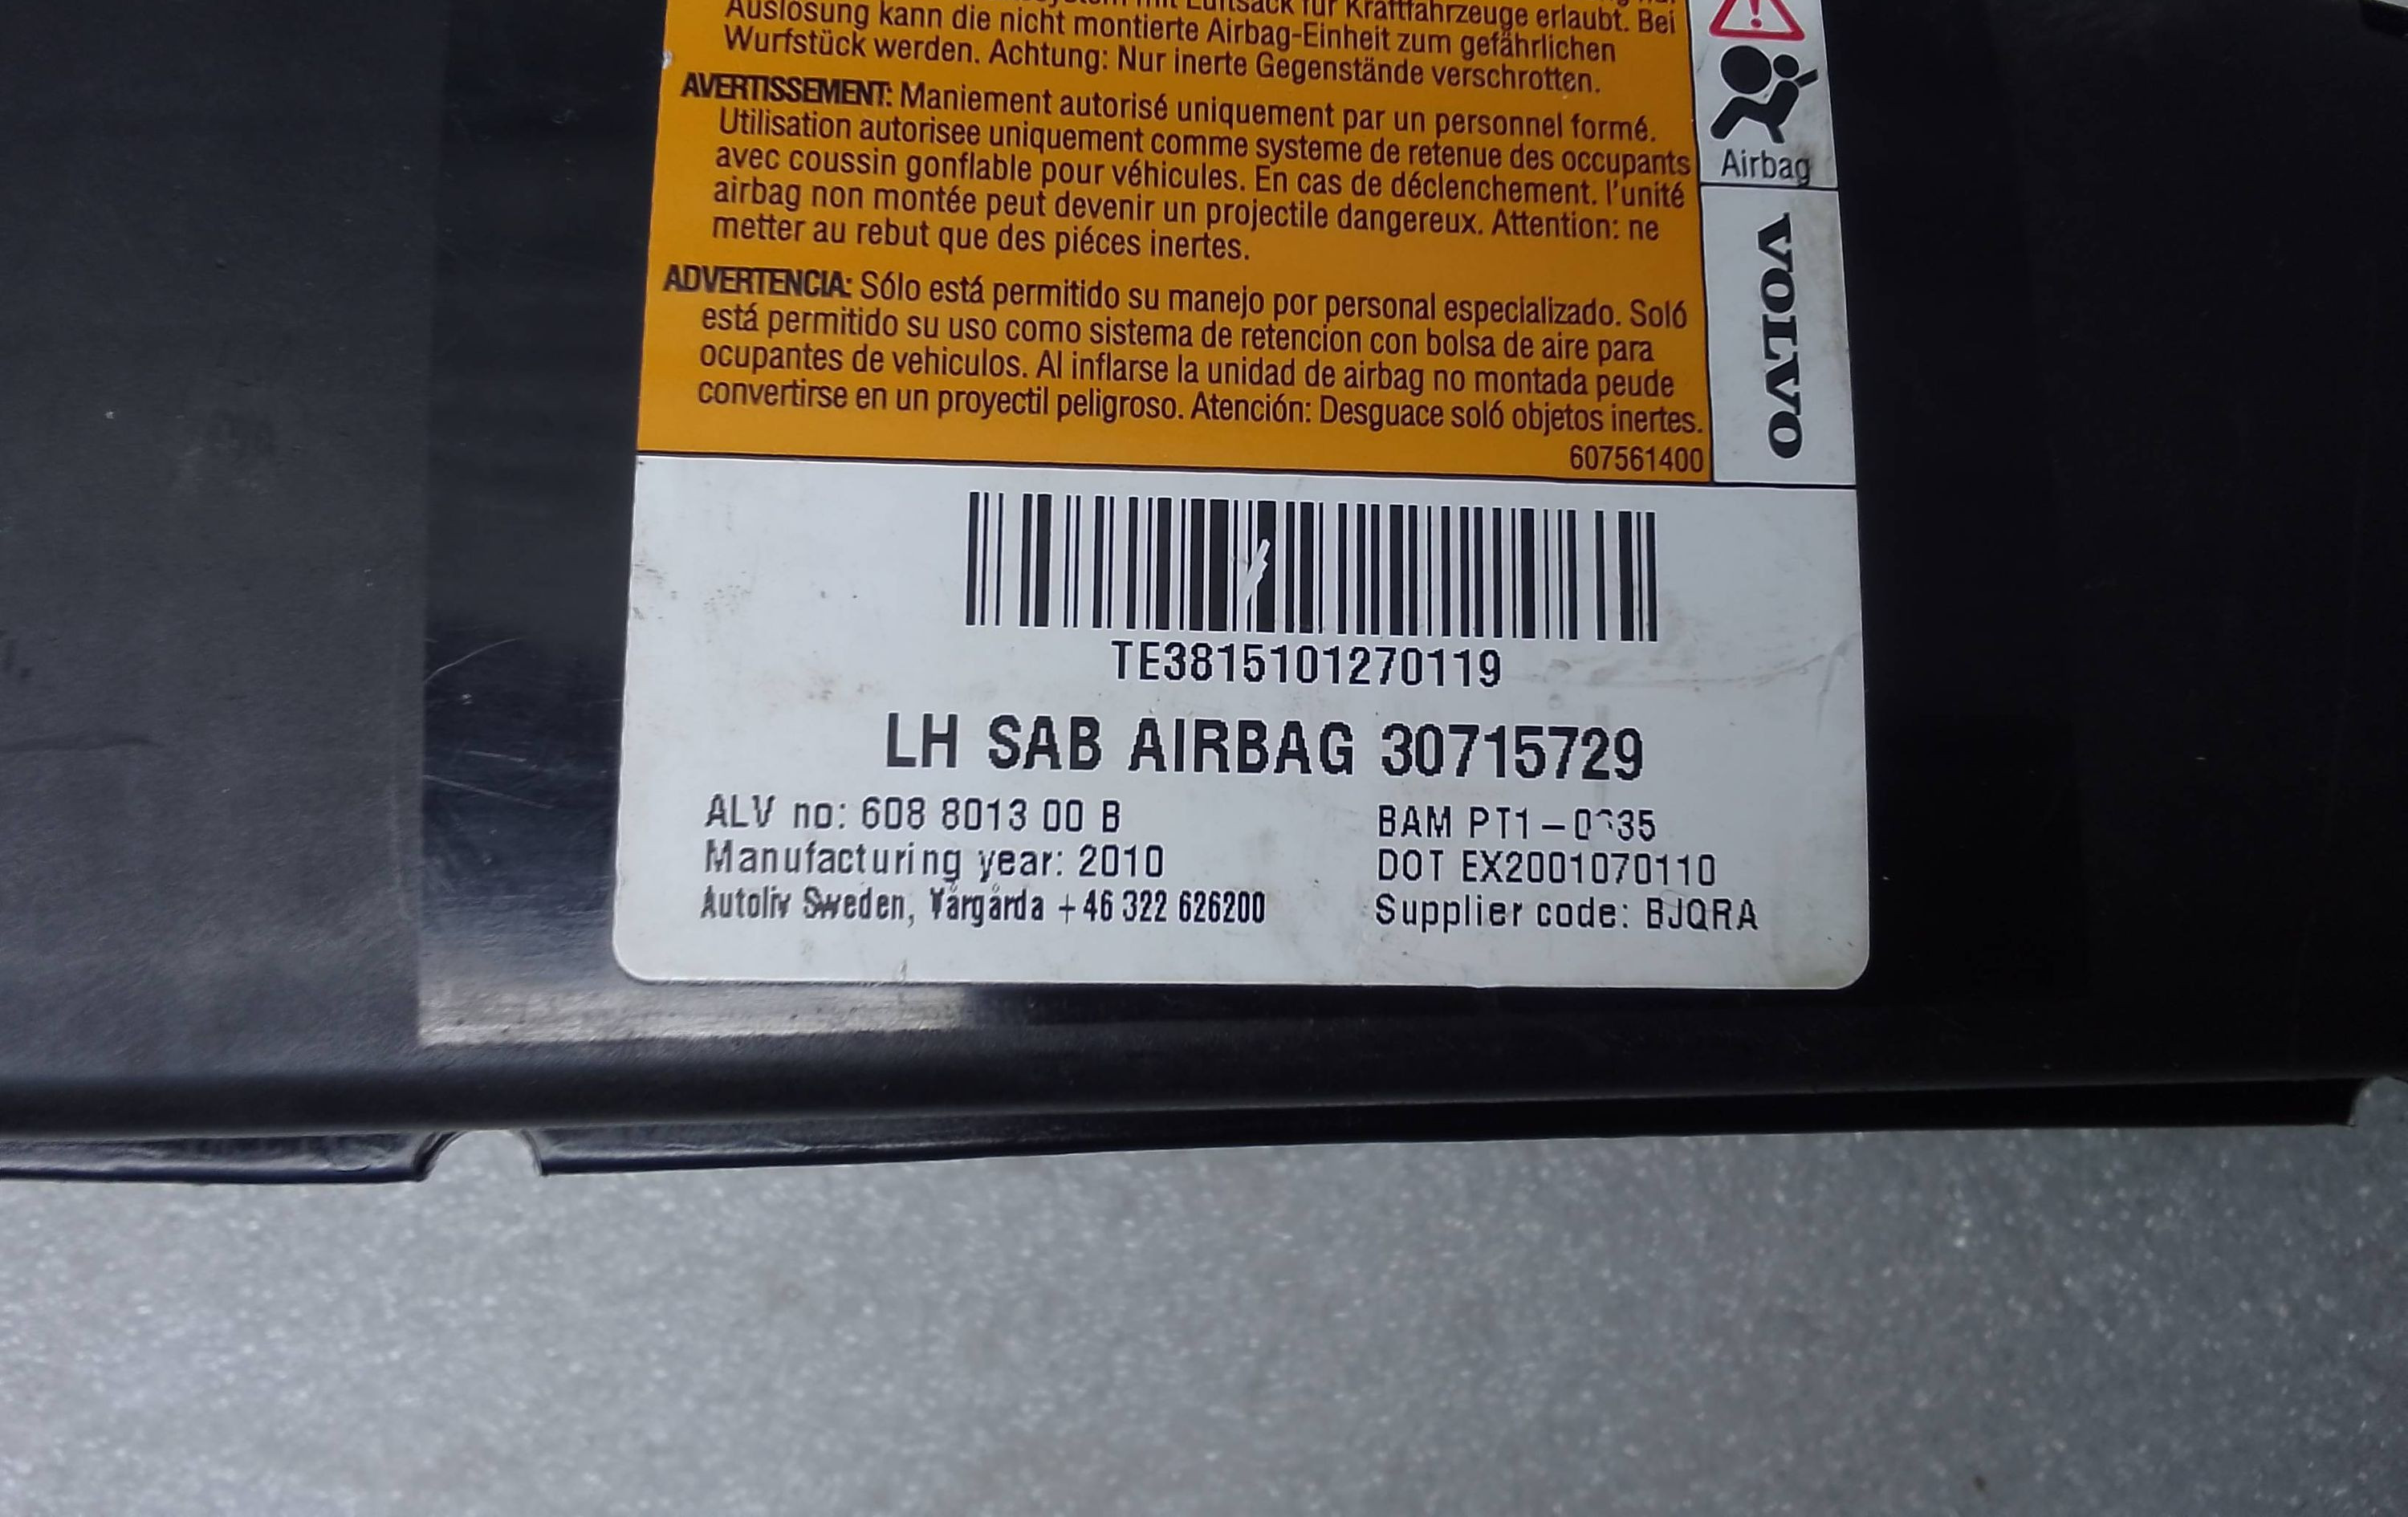 Luftsack für Kraftfahrzeuge erlaubt. Bei
Auslösung kann die nicht montierte Airbag-Einheit zum gefährlichen
Wurfstück werden. Achtung: Nur inerte Gegenstände verschrotten.
AVERTISSEMENT: Maniement autorisé uniquement par un personnel formé.
Utilisation autorisee uniquement comme systeme de retenue des occupants
avec coussin gonflable pour véhicules. En cas de déclenchement. l'unité
airbag non montée peut devenir un projectile dangereux. Attention: ne
metter au rebut que des piéces inertes.
ADVERTENCIA: Sólo está permitido su manejo por personal especializado. Soló
está permitido su uso como sistema de retencion con bolsa de aire para
ocupantes de vehiculos. Al inflarse la unidad de airbag no montada peude
convertirse en un proyectil peligroso. Atención: Desguace soló objetos inertes.
607561400
Airbag
VOLVO
TE3815101270119
LH SAB AIRBAG 30715729
ALV no: 608 8013 00 B
Manufacturing year: 2010
Autoliv Sweden, Vårgårda +46 322 626200
BAM PT1-
DOT EX2001070110
Supplier code: BJQRA